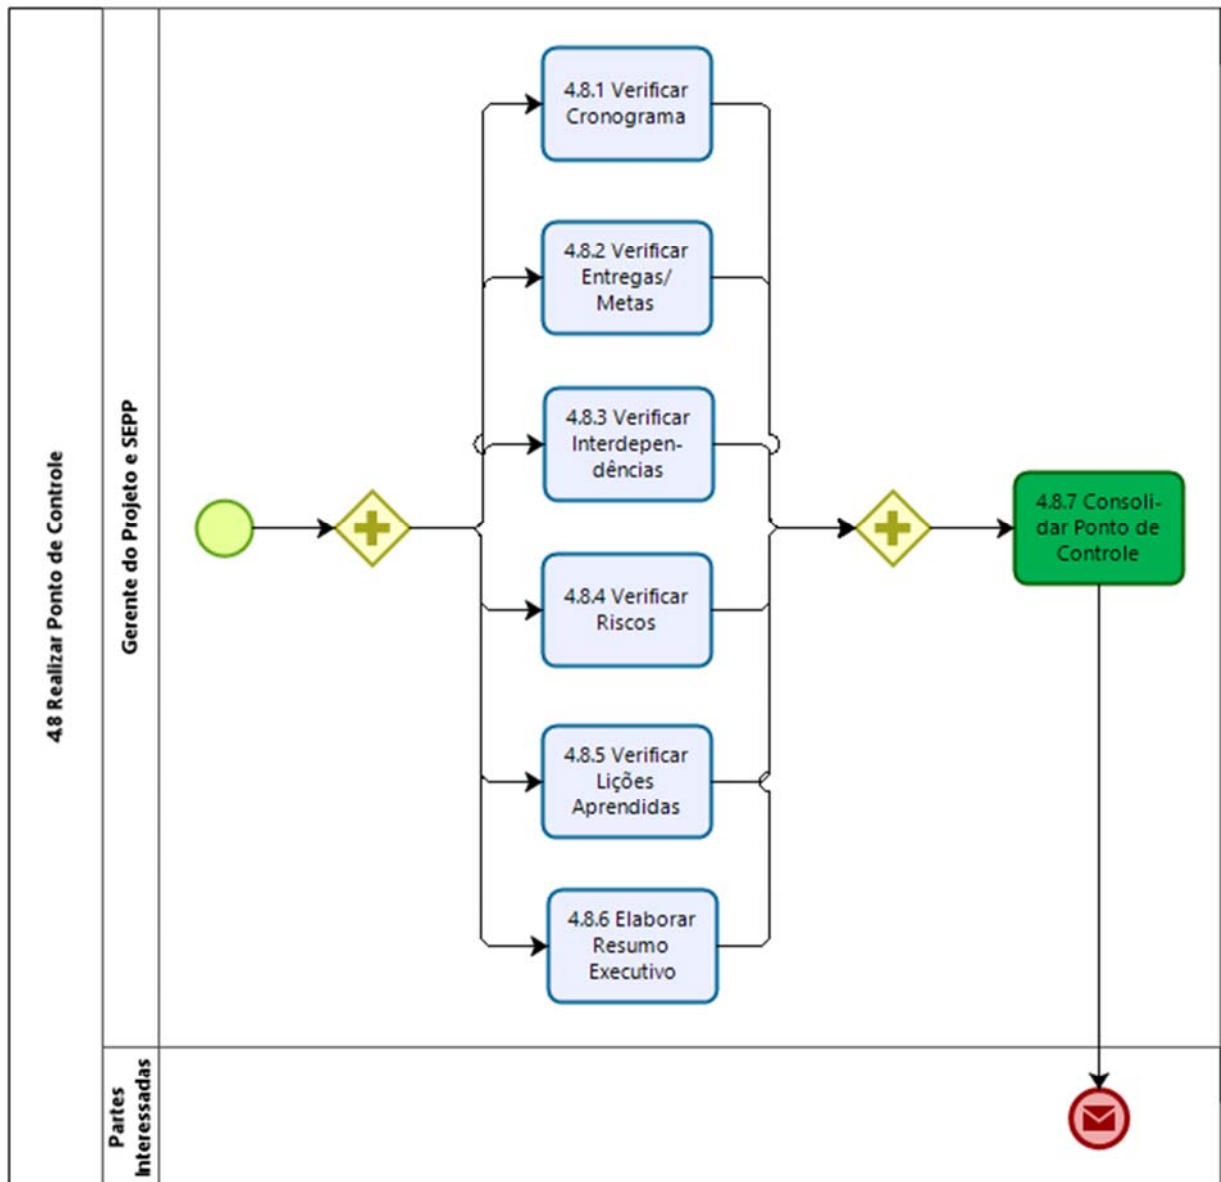 4.8 Realizar Ponto de Controle
Gerente do Projeto e SEPP
4.8.1 Verificar
Cronograma
4.8.2 Verificar
Entregas/
Metas
4.8.3 Verificar
Interdepen-
dências
4.8.4 Verificar
Riscos
4.8.5 Verificar
Lições
Aprendidas
4.8.6 Elaborar
Resumo
Executivo
4.8.7 Consoli-
dar Ponto de
Controle
Partes
Interessadas